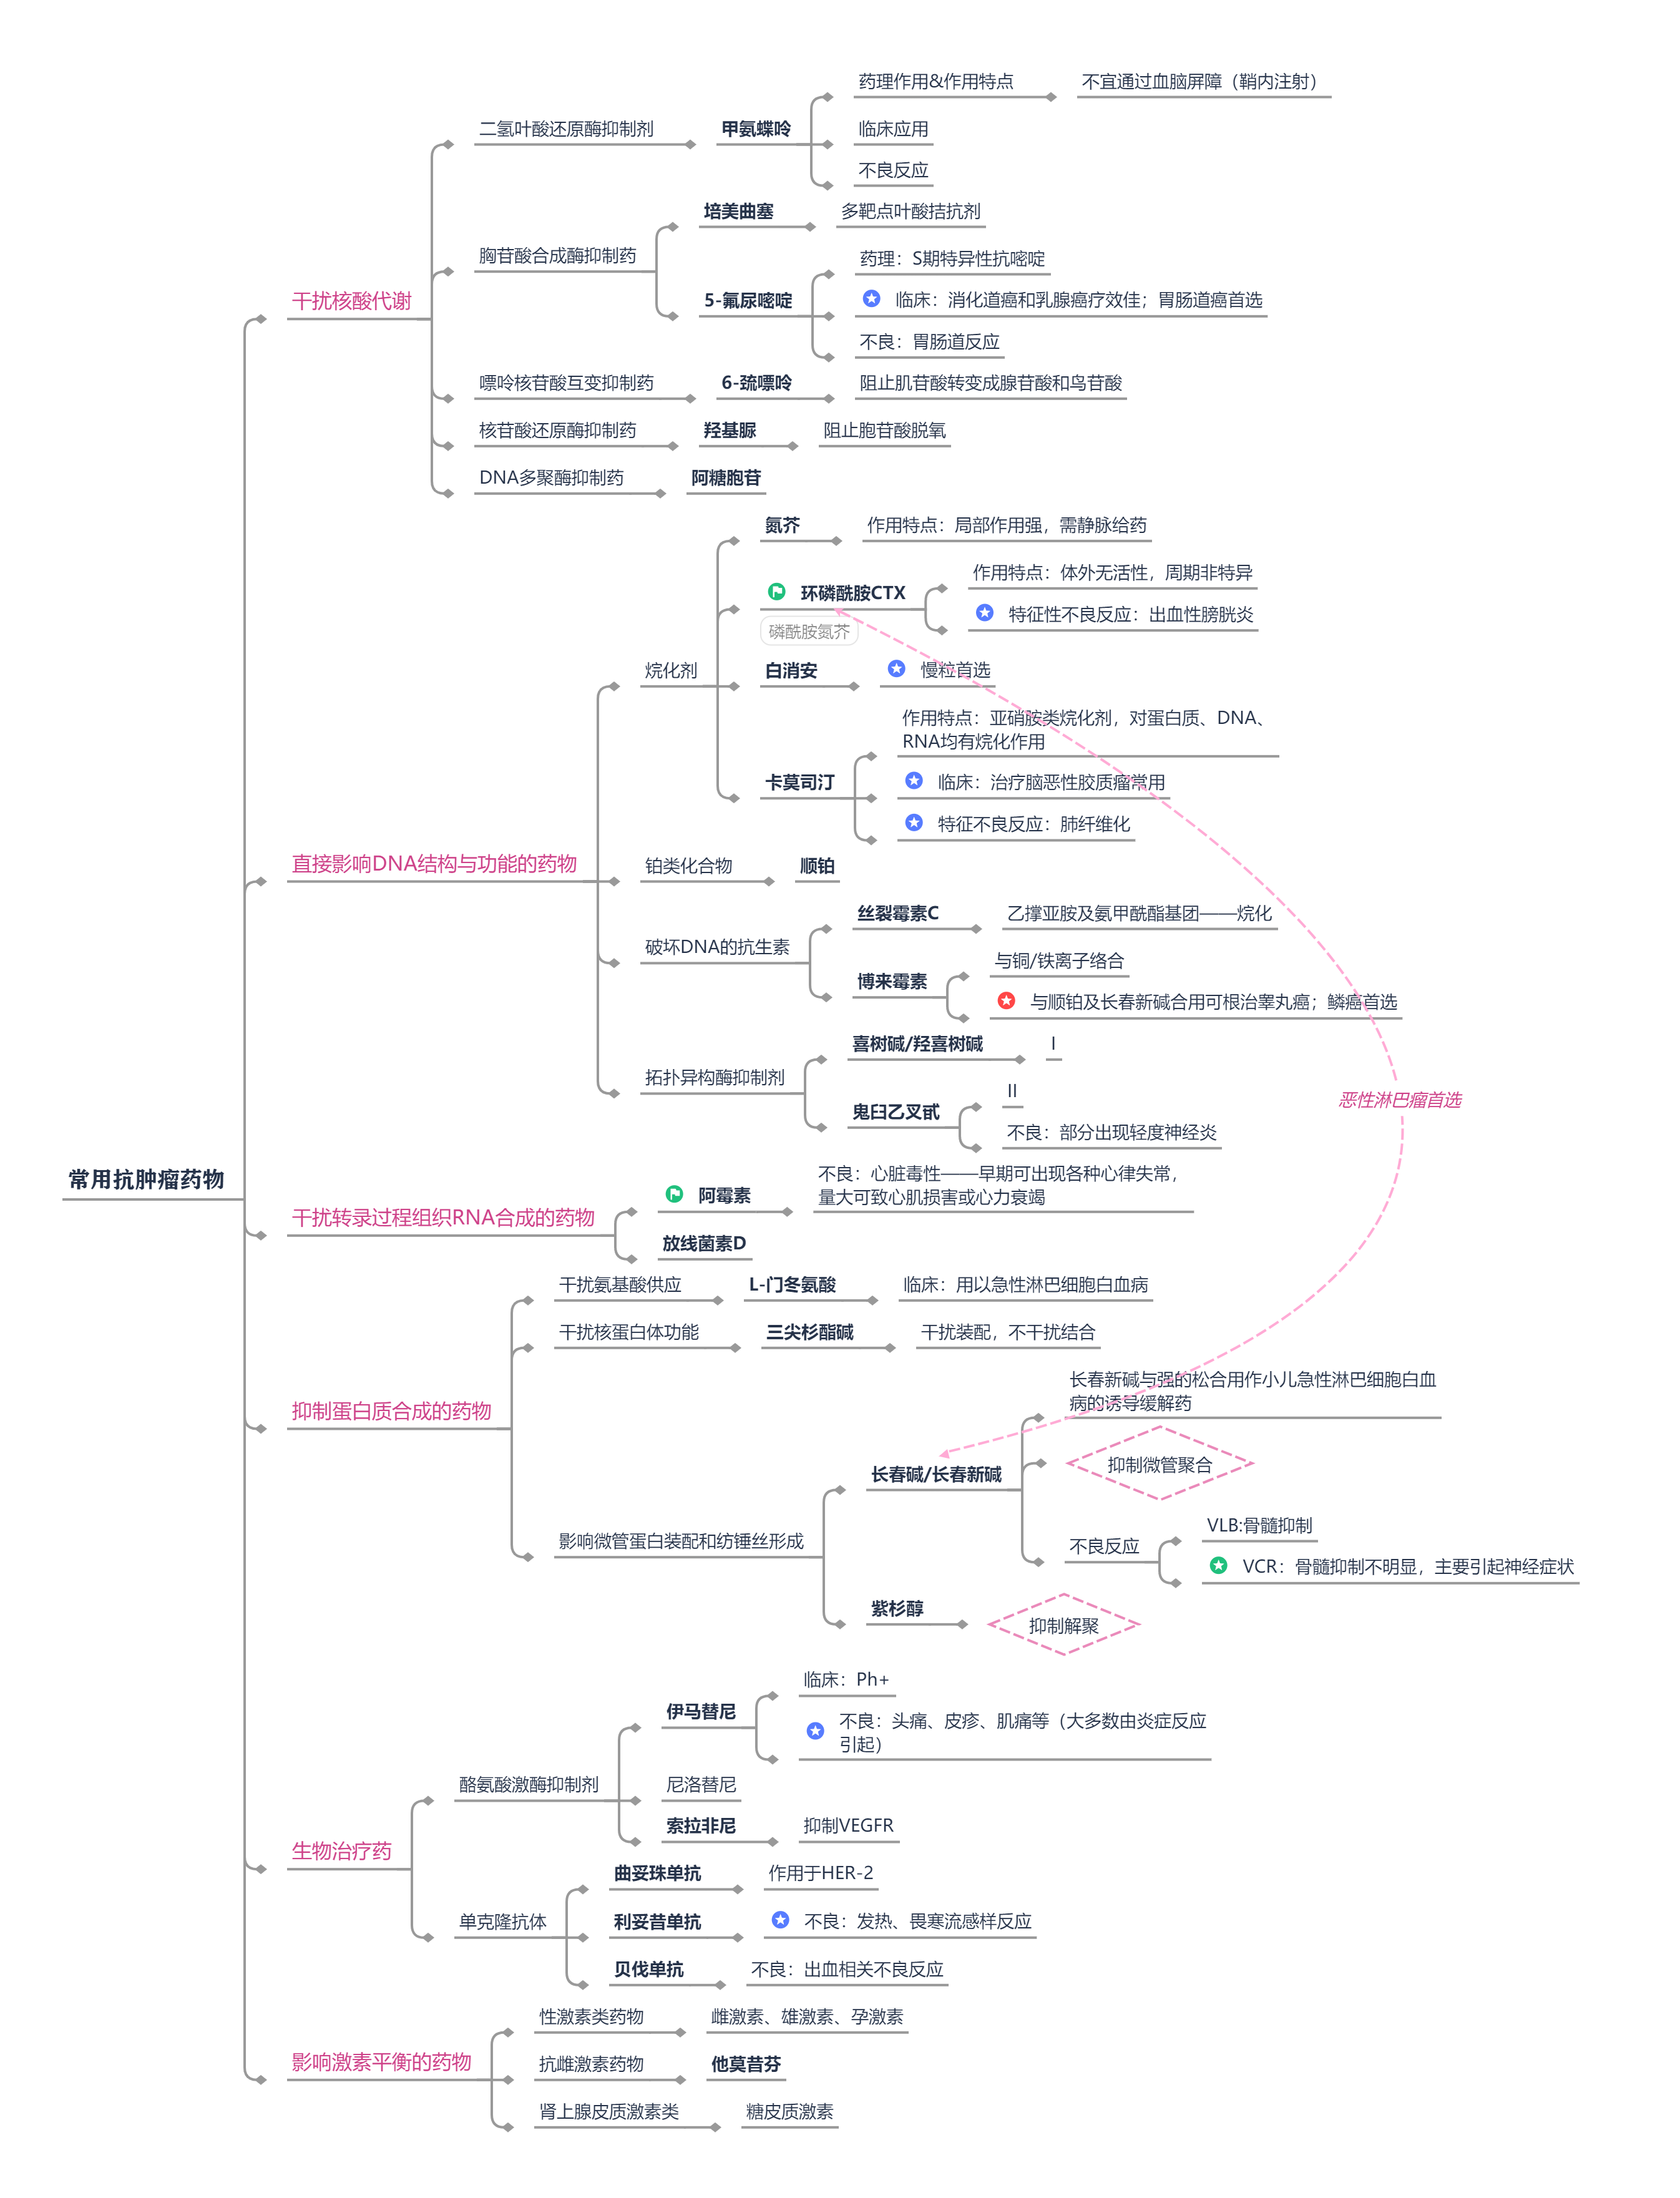 常用抗肿瘤药物
干扰核酸代谢
二氢叶酸还原酶抑制剂
甲氨蝶呤
药理作用&作用特点
不宜通过血脑屏障（鞘内注射）
临床应用
不良反应
胸苷酸合成酶抑制药
培美曲塞
多靶点叶酸拮抗剂
5-氟尿嘧啶
药理：S期特异性抗嘧啶
临床：消化道癌和乳腺癌疗效佳；胃肠道癌首选
不良：胃肠道反应
嘌呤核苷酸互变抑制药
6-巯嘌呤
阻止肌苷酸转变成腺苷酸和鸟苷酸
核苷酸还原酶抑制药
羟基脲
阻止胞苷酸脱氧
DNA多聚酶抑制药
阿糖胞苷
直接影响DNA结构与功能的药物
烷化剂
氮芥
作用特点：局部作用强，需静脉给药
环磷酰胺CTX
磷酰胺氮芥
作用特点：体外无活性，周期非特异
特征性不良反应：出血性膀胱炎
白消安
慢粒首选
卡莫司汀
作用特点：亚硝胺类烷化剂，对蛋白质、DNA、
RNA均有烷化作用
临床：治疗脑恶性胶质瘤常用
特征不良反应：肺纤维化
铂类化合物
顺铂
破坏DNA的抗生素
丝裂霉素C
乙撑亚胺及氨甲酰酯基团——烷化
博来霉素
与铜/铁离子络合
与顺铂及长春新碱合用可根治睾丸癌；鳞癌首选
拓扑异构酶抑制剂
喜树碱/羟喜树碱
I
鬼臼乙叉甙
II
不良：部分出现轻度神经炎
恶性淋巴瘤首选
干扰转录过程组织RNA合成的药物
阿霉素
不良：心脏毒性——早期可出现各种心律失常，
量大可致心肌损害或心力衰竭
放线菌素D
抑制蛋白质合成的药物
干扰氨基酸供应
L-门冬氨酸
临床：用以急性淋巴细胞白血病
干扰核蛋白体功能
三尖杉酯碱
干扰装配，不干扰结合
影响微管蛋白装配和纺锤丝形成
长春碱/长春新碱
长春新碱与强的松合用作小儿急性淋巴细胞白血
病的诱导缓解药
抑制微管聚合
不良反应
VLB:骨髓抑制
VCR：骨髓抑制不明显，主要引起神经症状
紫杉醇
抑制解聚
生物治疗药
酪氨酸激酶抑制剂
伊马替尼
临床：Ph+
不良：头痛、皮疹、肌痛等（大多数由炎症反应
引起）
尼洛替尼
索拉非尼
抑制VEGFR
单克隆抗体
曲妥珠单抗
作用于HER-2
利妥昔单抗
不良：发热、畏寒流感样反应
贝伐单抗
不良：出血相关不良反应
影响激素平衡的药物
性激素类药物
雌激素、雄激素、孕激素
抗雌激素药物
他莫昔芬
肾上腺皮质激素类
糖皮质激素